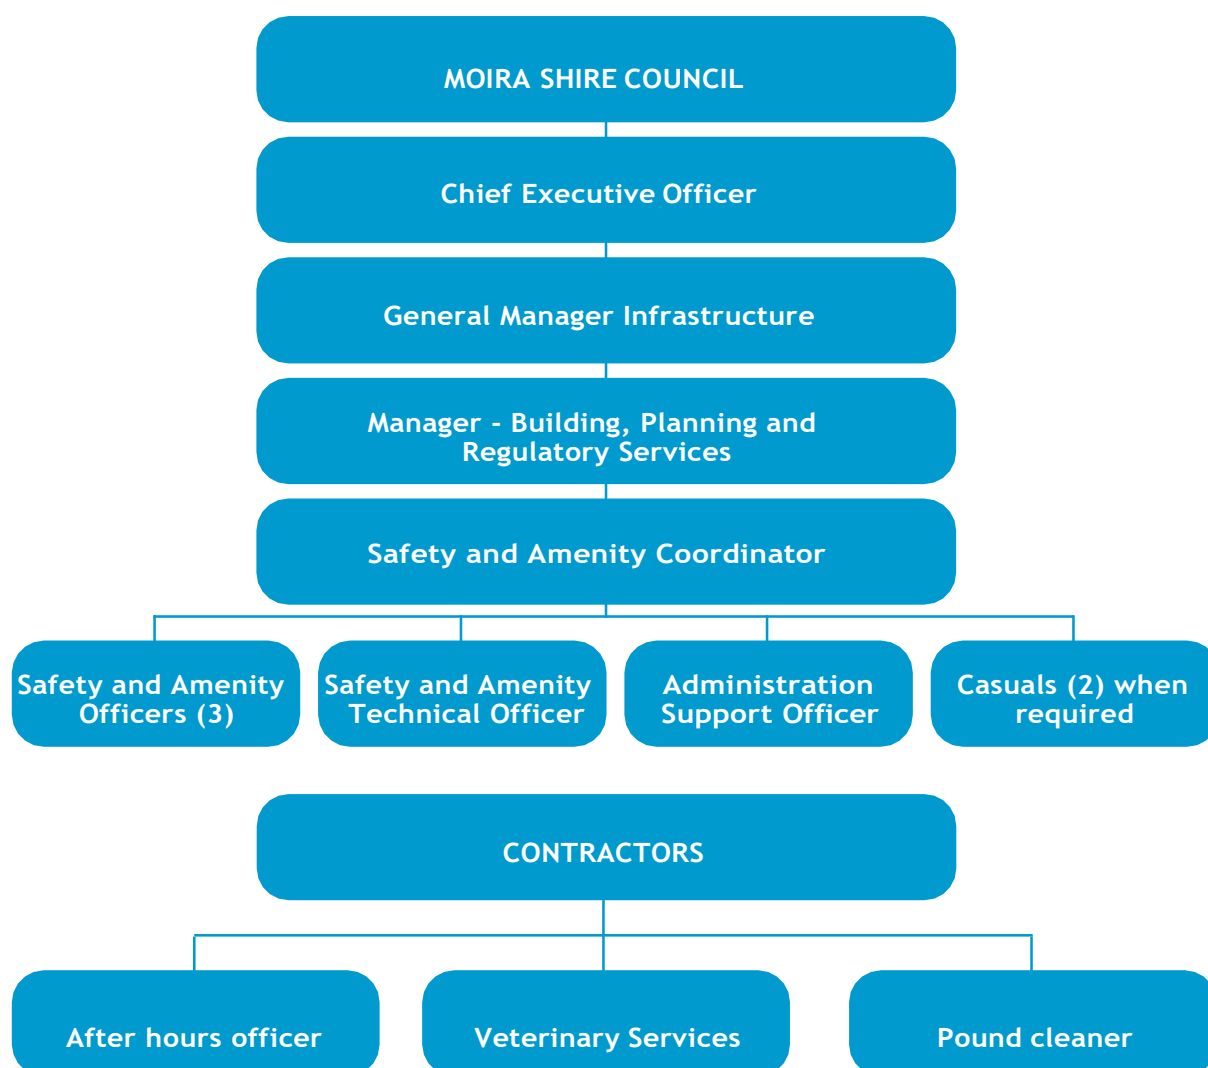 MOIRA SHIRE COUNCIL
Chief Executive Officer
General Manager Infrastructure
Manager - Building, Planning and
Regulatory Services
Safety and Amenity Coordinator
Safety and Amenity
Officers (3)
Safety and Amenity
Technical Officer
Administration
Support Officer
Casuals (2) when
required
CONTRACTORS
After hours officer
Veterinary Services
Pound cleaner